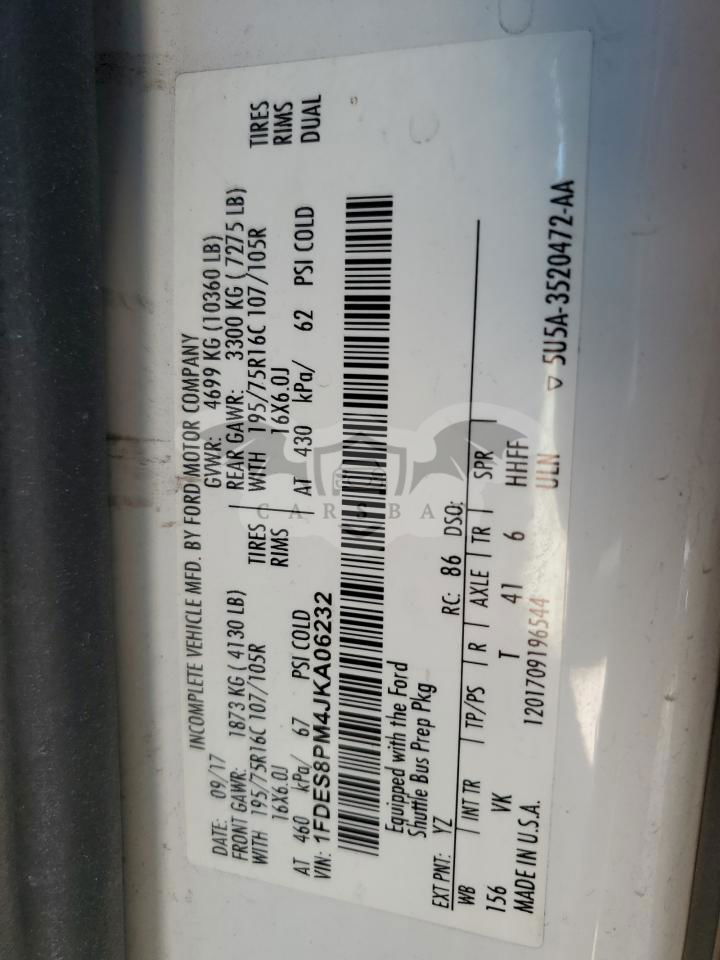 INCOMPLETE VEHICLE MFD. BY FORD MOTOR COMPANY
DATE: 09/17 GVWR: 4699 KG (10360 LB)
FRONT GAWR: 1873 KG ( 4130 LB) REAR GAWR: 3300 KG ( 7275 LB)
WITH 195/75R16C 107/105R TIRES WITH 195/75R16C 107/105R TIRES
16X6.0J RIMS 16X6.0J RIMS
AT 460 kPa/ 67 PSI COLD AT 430 kPa/ 62 PSI COLD DUAL
VIN: 1FDES8PM4JKA06232
Equipped with the Ford
Shuttle Bus Prep Pkg
EXT PNT: YZ RC: 86 DSO:
WB INT TR TP/PS R AXLE TR SPR
156 VK T 41 6 HHFF
MADE IN U.S.A. 1201709196544 ULN
▽ 5U5A-3520472-AA
CARSBA